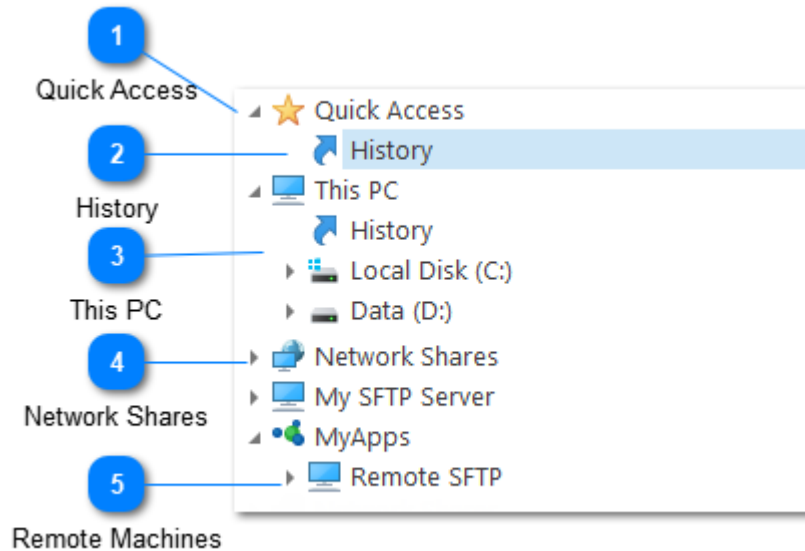 1
Quick Access
2
History
3
This PC
4
Network Shares
5
Remote Machines
Quick Access
History
This PC
History
Local Disk (C:)
Data (D:)
Network Shares
My SFTP Server
MyApps
Remote SFTP